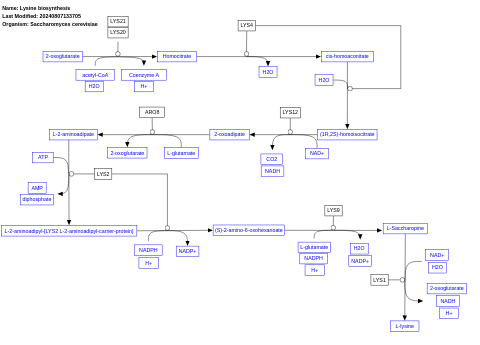 Name: Lysine biosynthesis
Last Modified: 20240807133705
Organism: Saccharomyces cerevisiae
LYS21
LYS20
LYS4
2-oxoglutarate
Homocitrate
cis-homoaconitate
acetyl-CoA
Coenzyme A
H2O
H+
H2O
H2O
ARO8
LYS12
L-2-aminoadipate
2-oxoadipate
(1R,2S)-homoisocitrate
2-oxoglutarate
L-glutamate
NAD+
CO2
NADH
ATP
LYS2
AMP
diphosphate
LYS9
L-2-aminoadipyl-[LYS2 L-2-aminoadipyl-carrier-protein]
(S)-2-amino-6-oxohexanoate
L-Saccharopine
NADPH
NADP+
H+
L-glutamate
H2O
NADPH
NADP+
H+
NAD+
H2O
LYS1
2-oxoglutarate
NADH
H+
L-lysine